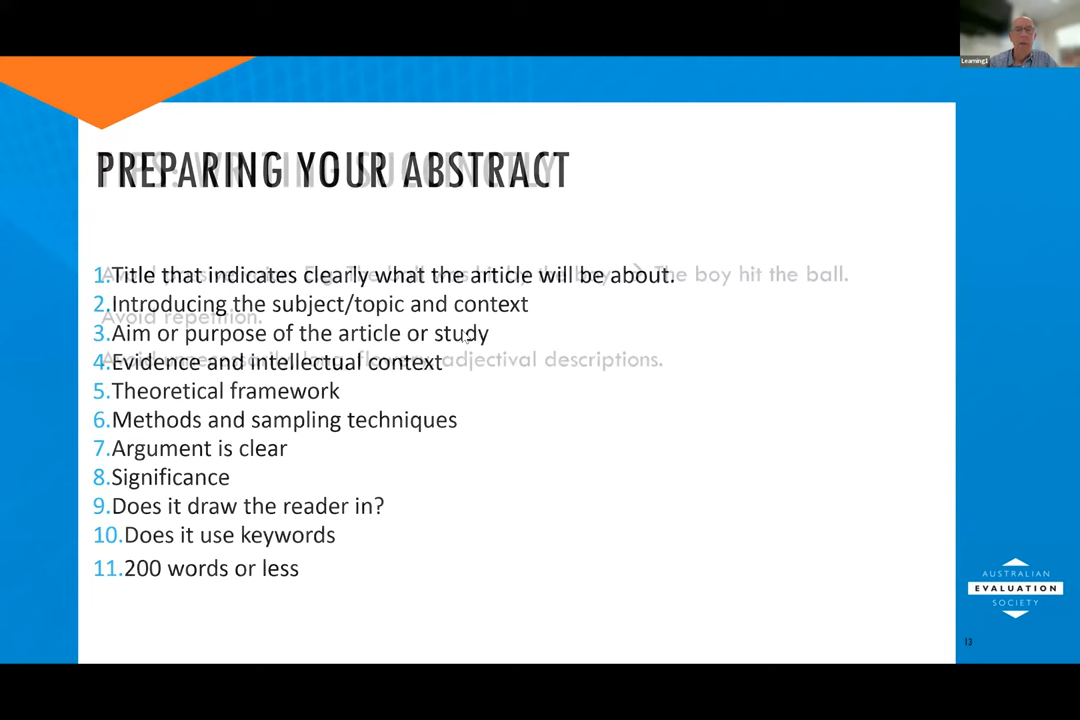 Learning1
PREPARING YOUR ABSTRACT
1.Title that indicates clearly what the article will be about.
The boy hit the ball.
2.Introducing the subject/topic and context
Avoid repetition.
3.Aim or purpose of the article or study
4.Evidence and intellectual context
adjectival descriptions.
5.Theoretical framework
6.Methods and sampling techniques
7.Argument is clear
8.Significance
9.Does it draw the reader in?
10.Does it use keywords
11.200 words or less
AUSTRALIAN
EVALUATION
SOCIETY
13